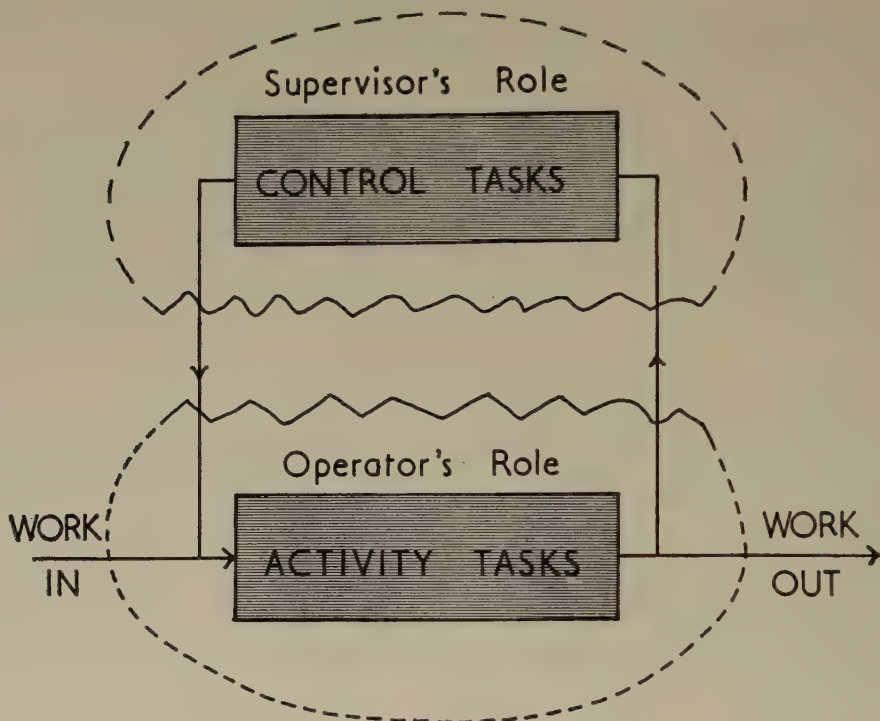 Supervisor's Role
CONTROL TASKS
Operator's Role
WORK
IN
ACTIVITY TASKS
WORK
OUT